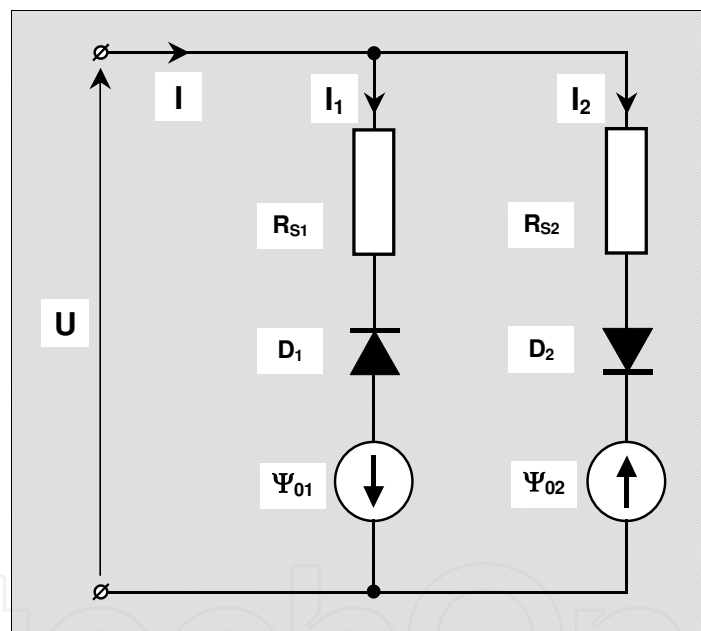 I
I₁
I₂
R_S1
R_S2
U
D₁
D₂
Ψ₀₁
Ψ₀₂